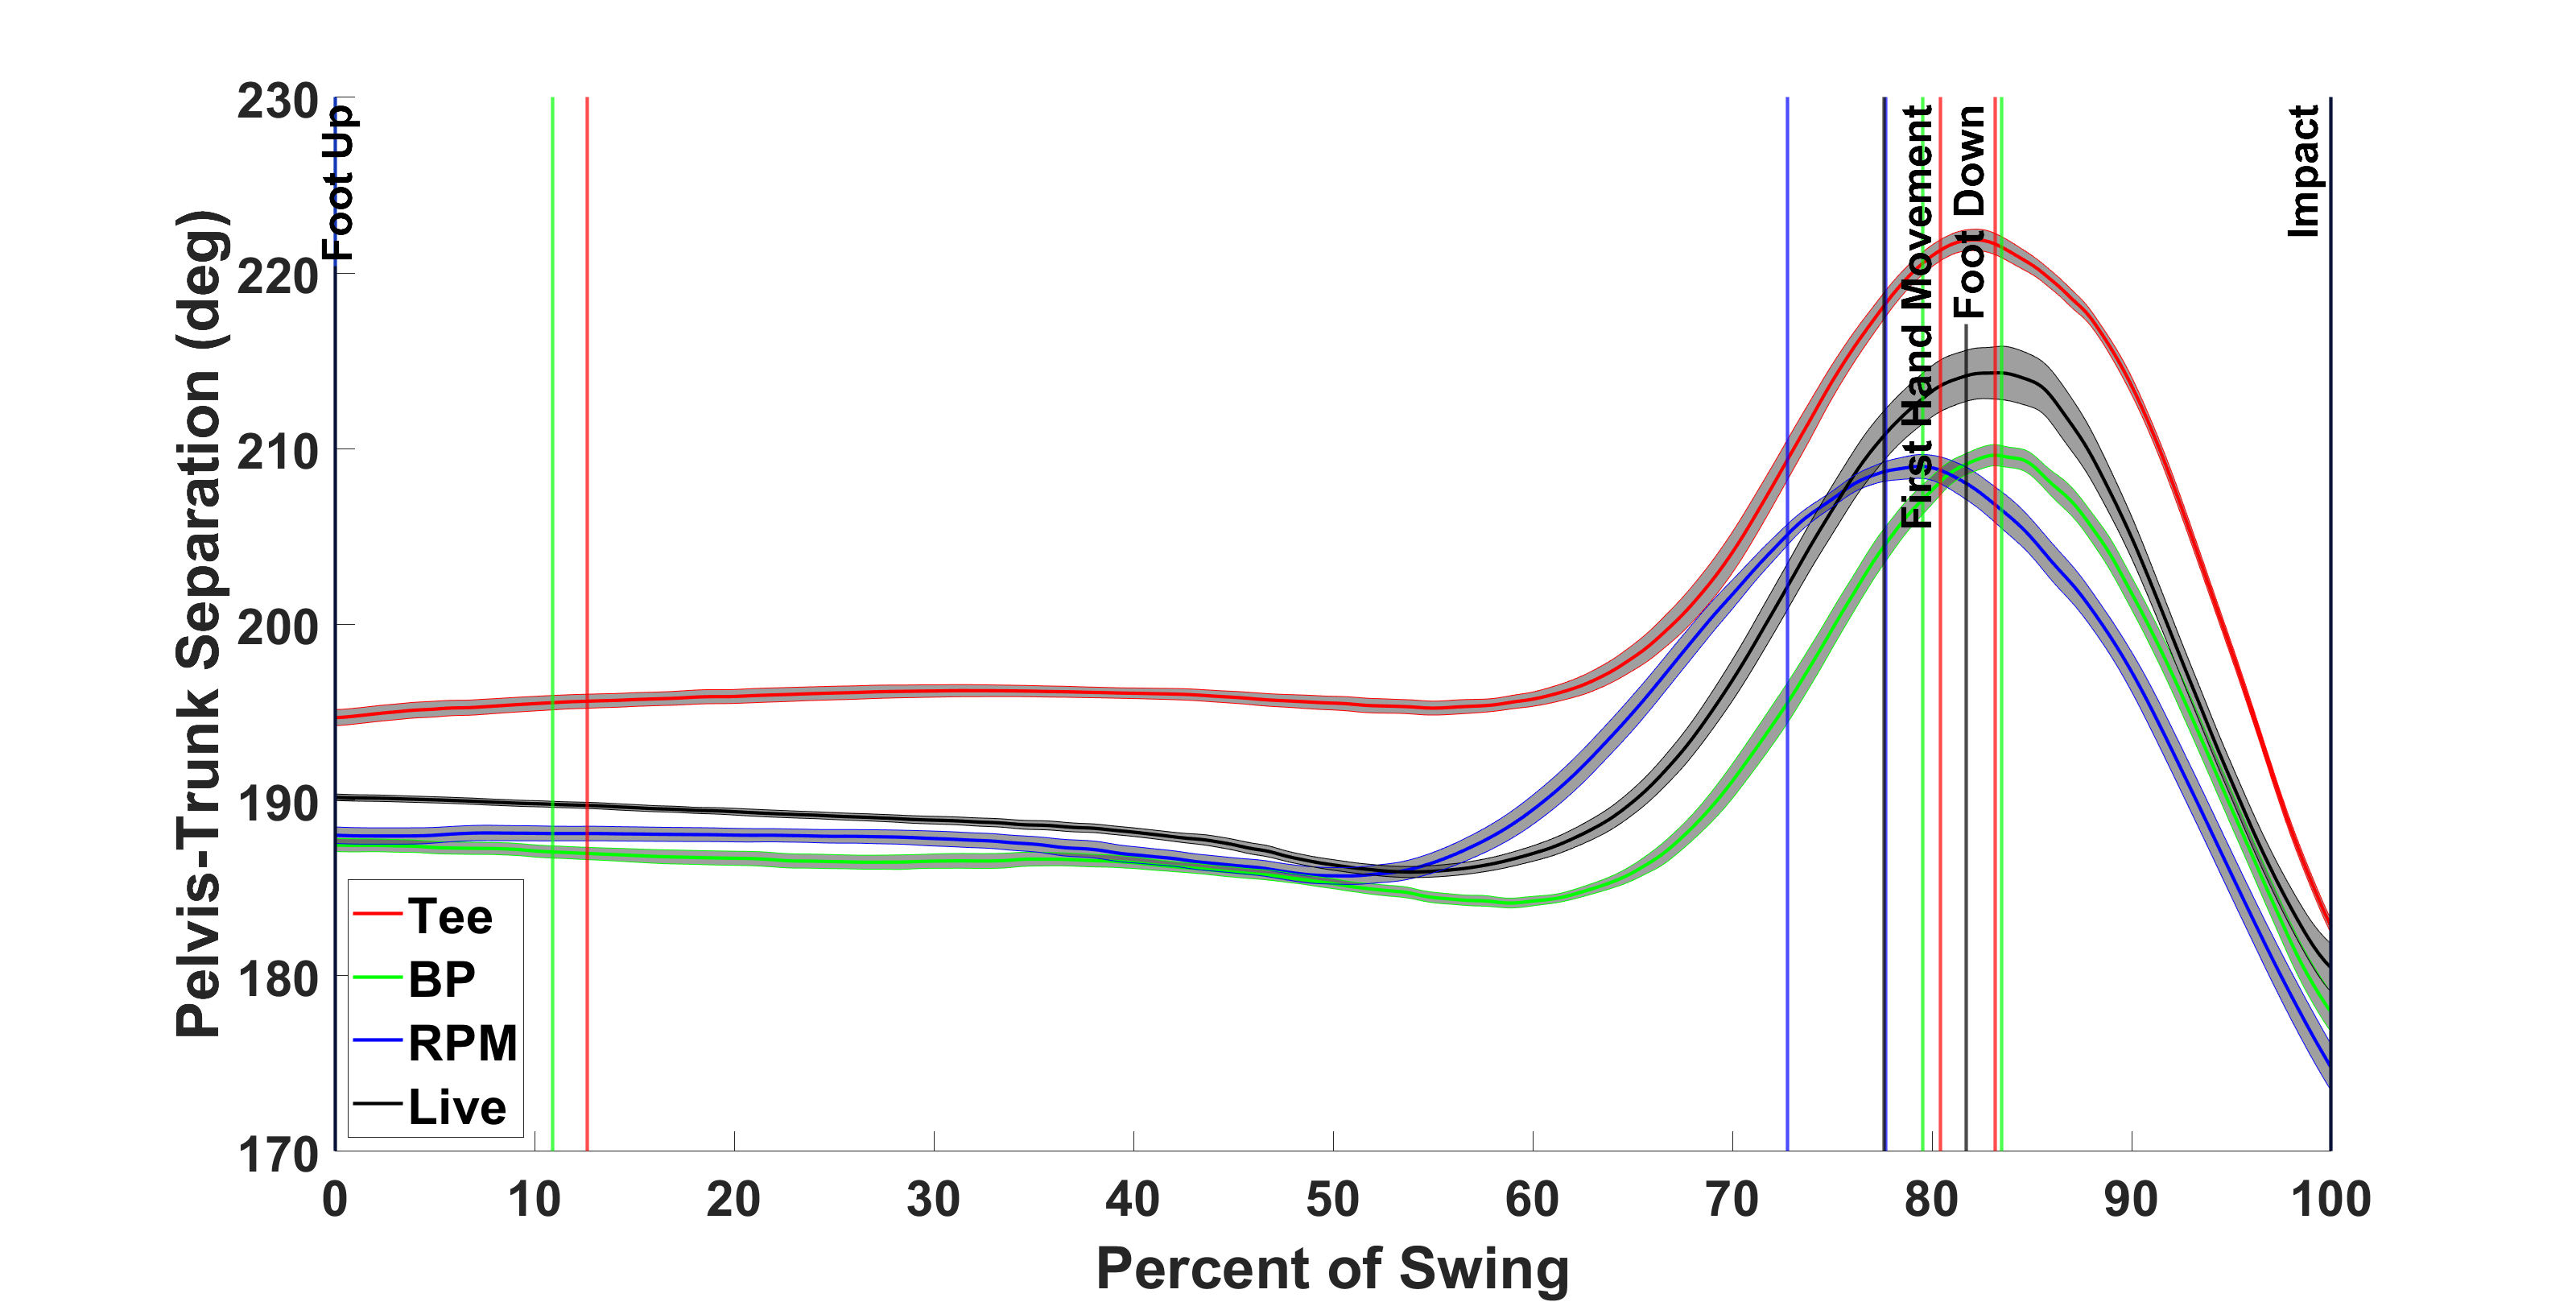 Pelvis-Trunk Separation (deg)
230
220
210
200
190
180
170
Foot Up
First Hand Movement
Foot Down
Impact
Tee
BP
RPM
Live
0 10 20 30 40 50 60 70 80 90 100
Percent of Swing